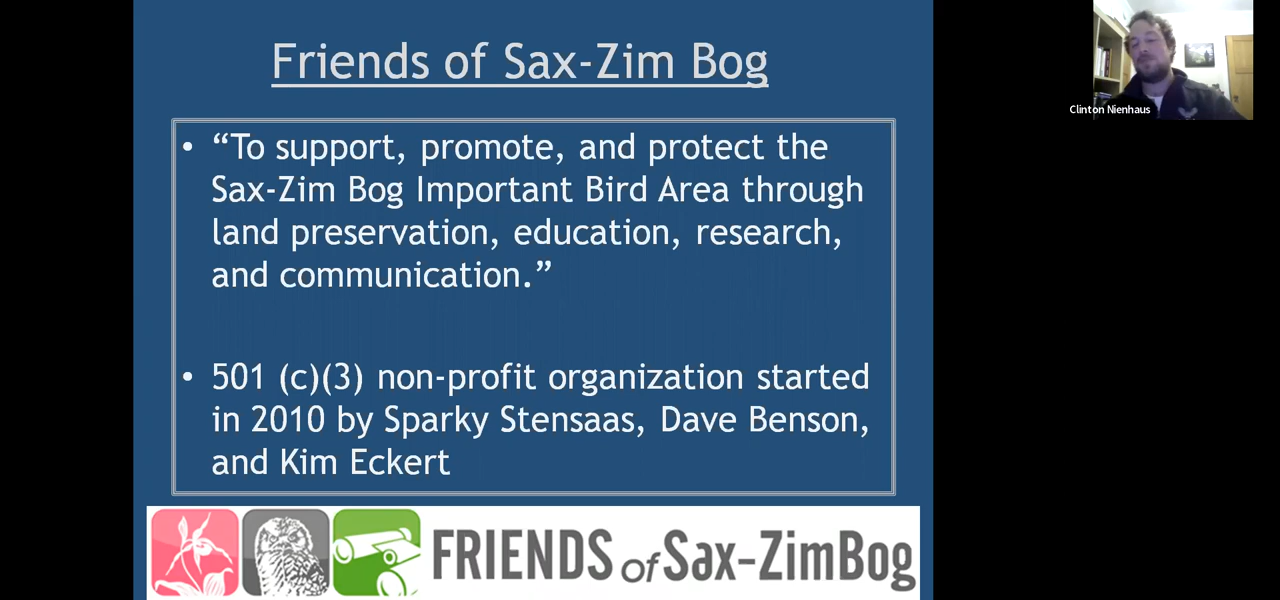 Friends of Sax-Zim Bog
Clinton Nienhaus
• “To support, promote, and protect the
Sax-Zim Bog Important Bird Area through
land preservation, education, research,
and communication.”
• 501 (c)(3) non-profit organization started
in 2010 by Sparky Stensaas, Dave Benson,
and Kim Eckert
FRIENDS of Sax-Zim Bog